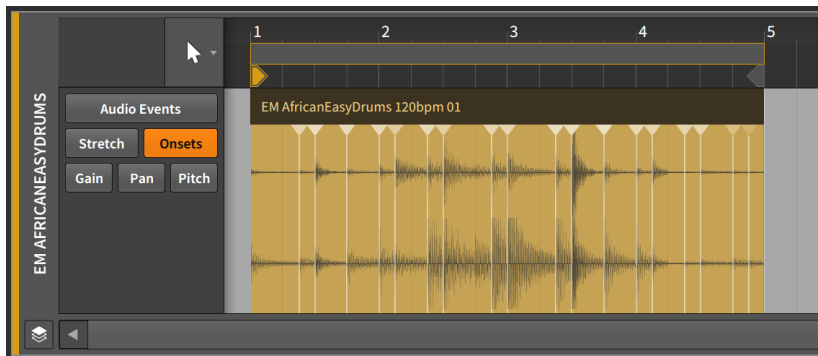 1 2 3 4 5
EM AFRICANEASYDRUMS
Audio Events
EM AfricanEasyDrums 120bpm 01
Stretch Onsets
Gain Pan Pitch